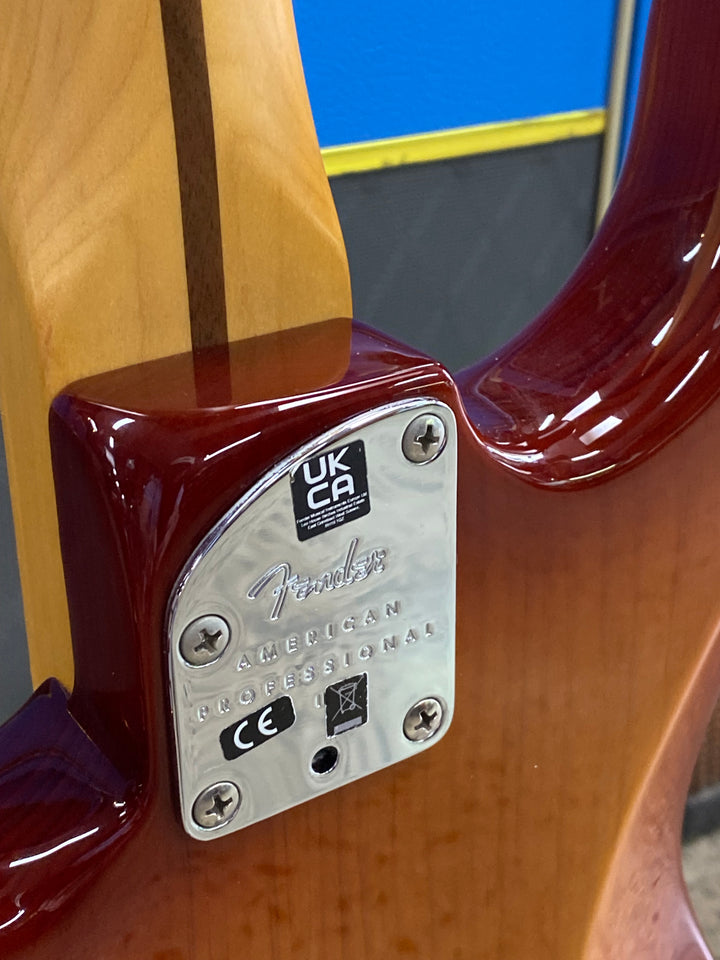 UK
CA
Fender
AMERICAN
PROFESSIONAL
CE